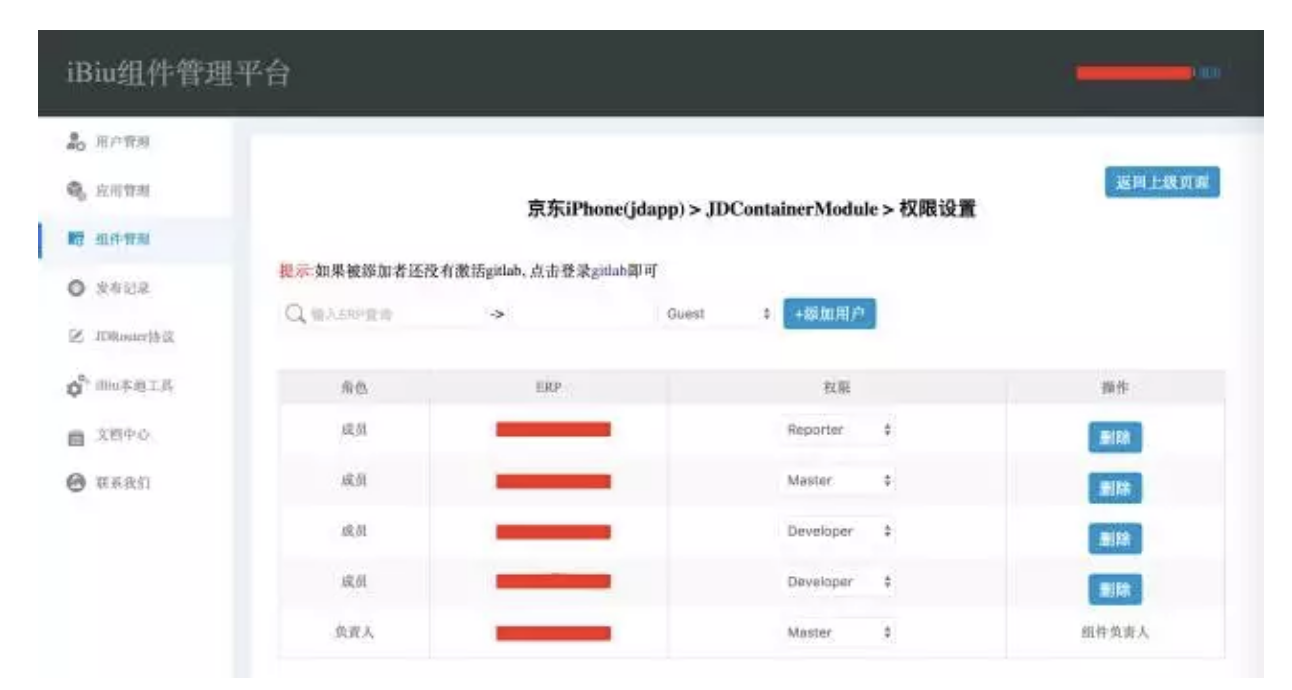 iBiu组件管理平台
用户管理
应用管理
组件管理
发布记录
JDRouter协议
iBiu本地工具
文档中心
联系我们
返回上级页面
京东iPhone(jdapp) > JDContainerModule > 权限设置
提示:如果被添加者还没有激活gitlab, 点击登录gitlab即可
输入ERP查询 -> Guest +添加用户
角色 ERP 权限 操作
成员 Reporter 删除
成员 Master 删除
成员 Developer 删除
成员 Developer 删除
负责人 Master 组件负责人